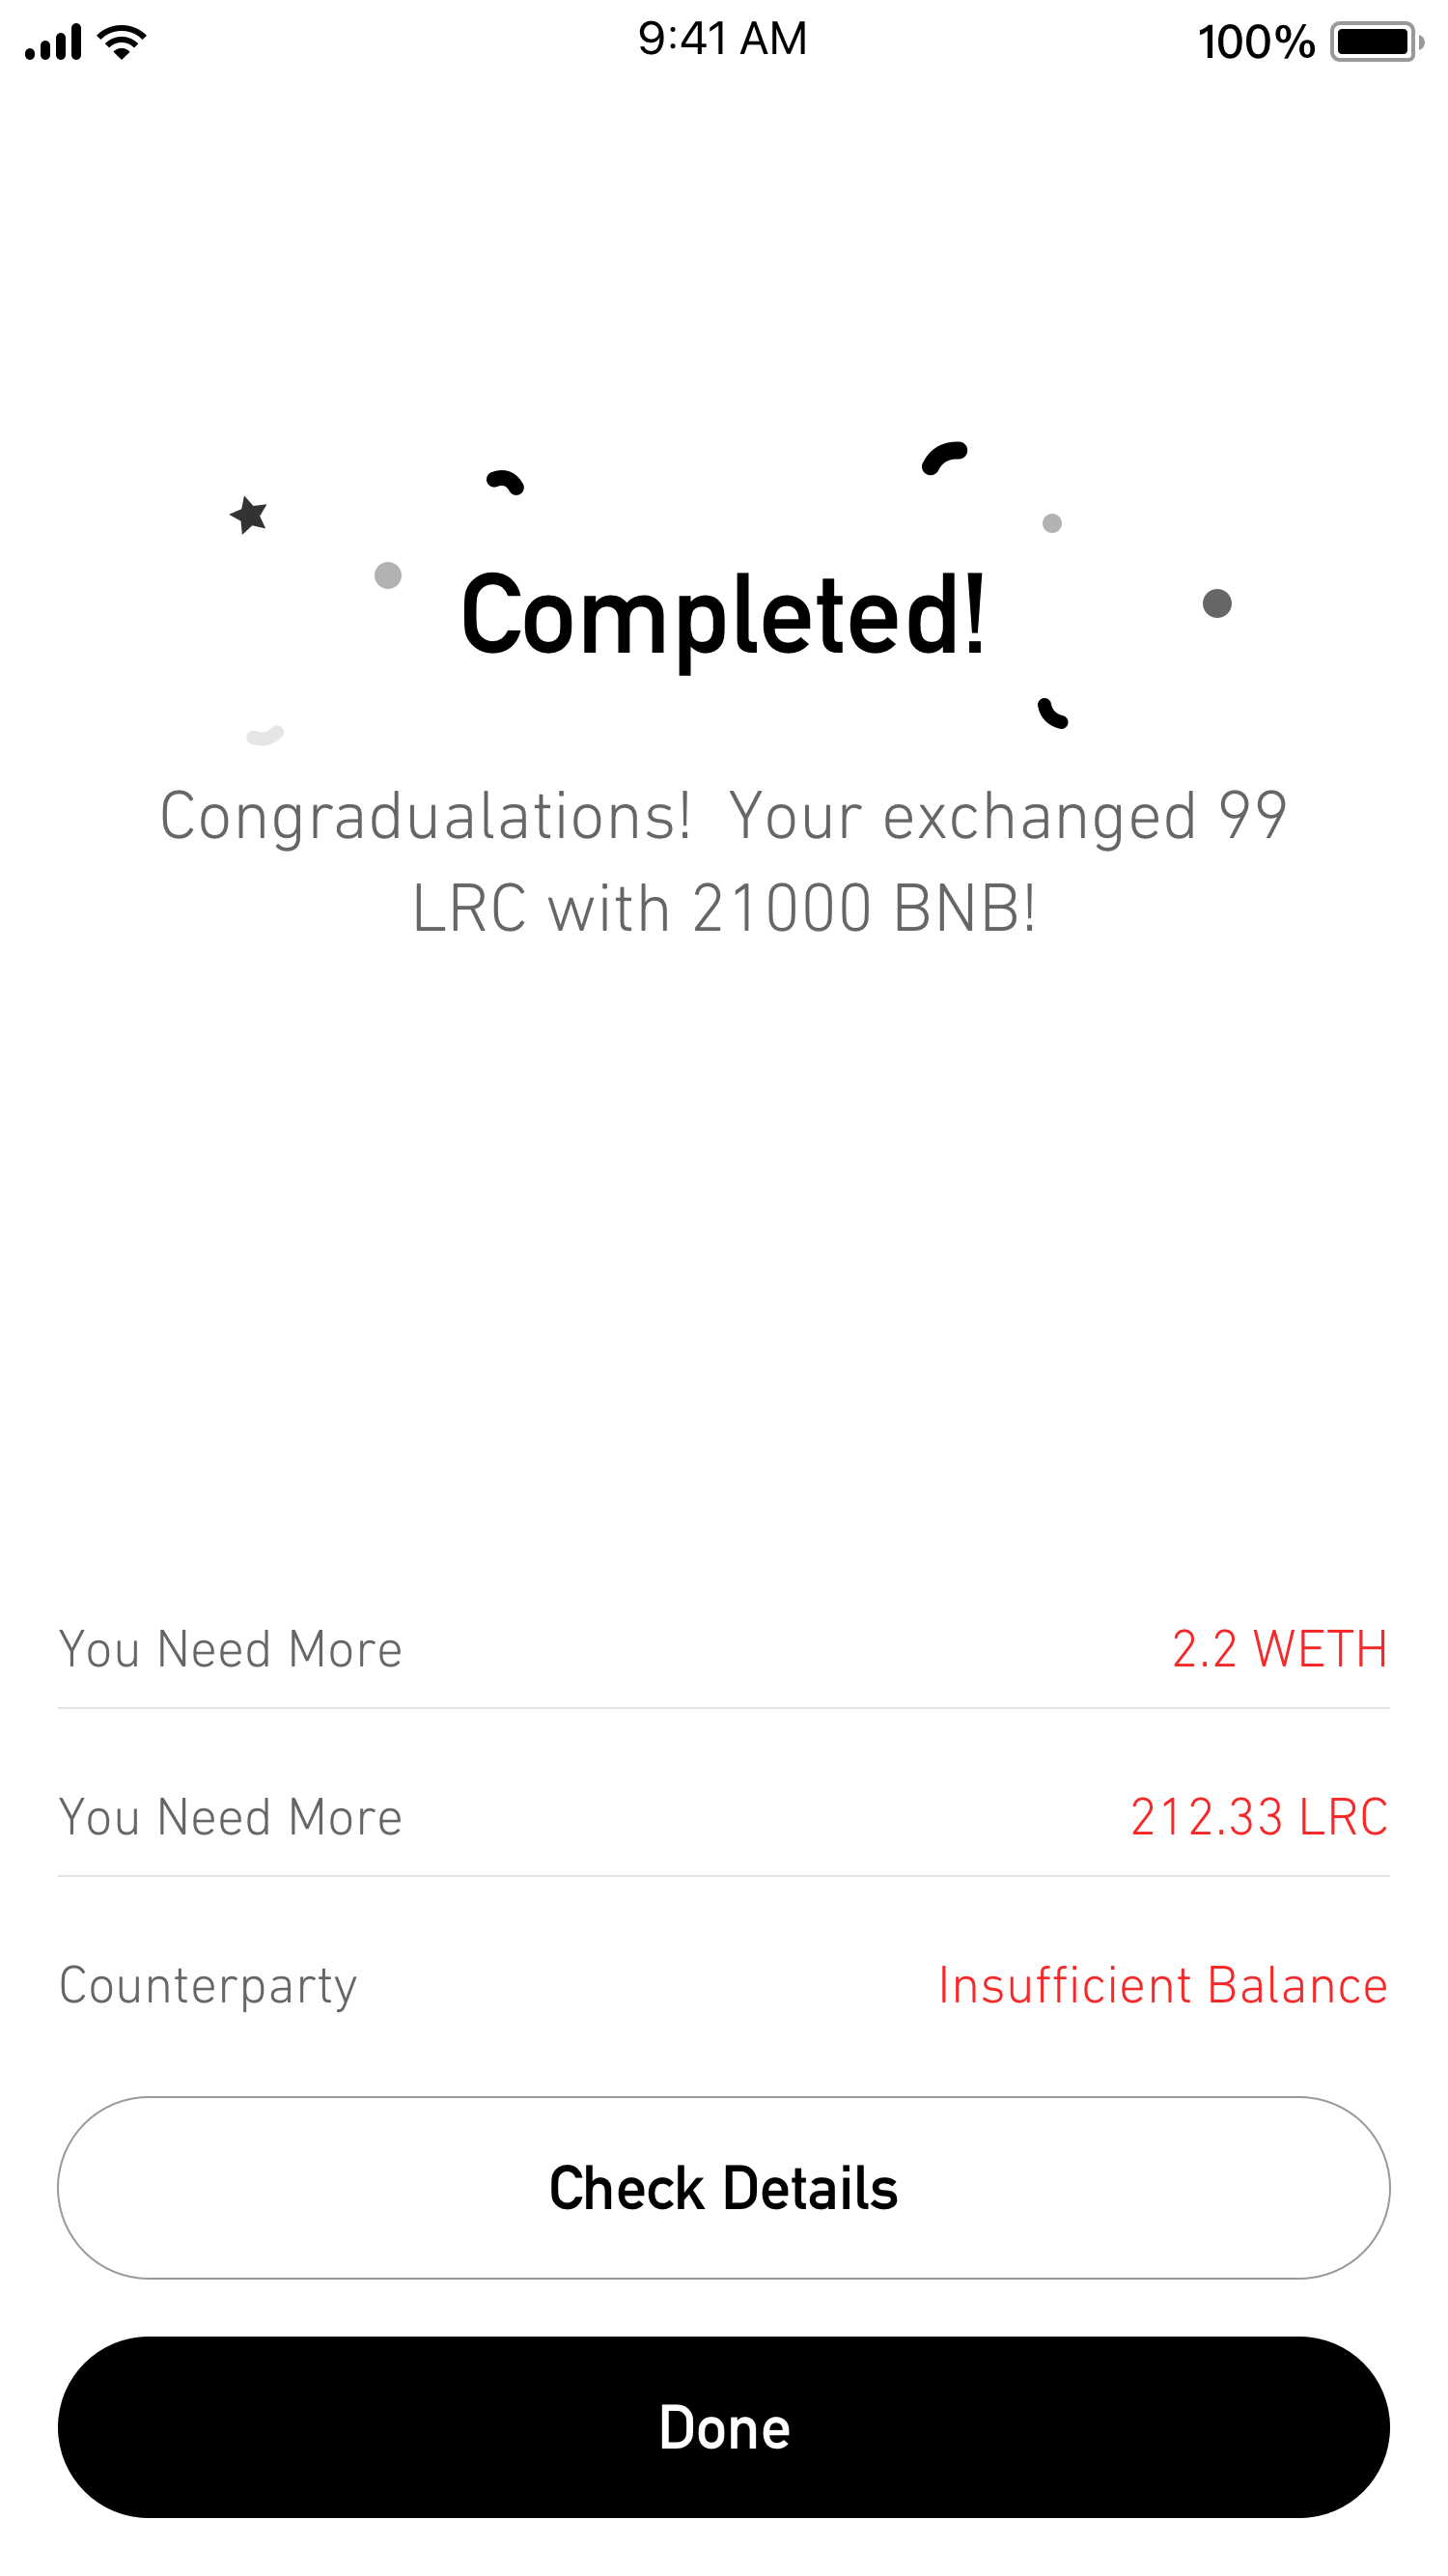 9:41 AM
100%
Completed!
Congradualations!  Your exchanged 99
LRC with 21000 BNB!
You Need More 2.2 WETH
You Need More 212.33 LRC
Counterparty Insufficient Balance
Check Details
Done